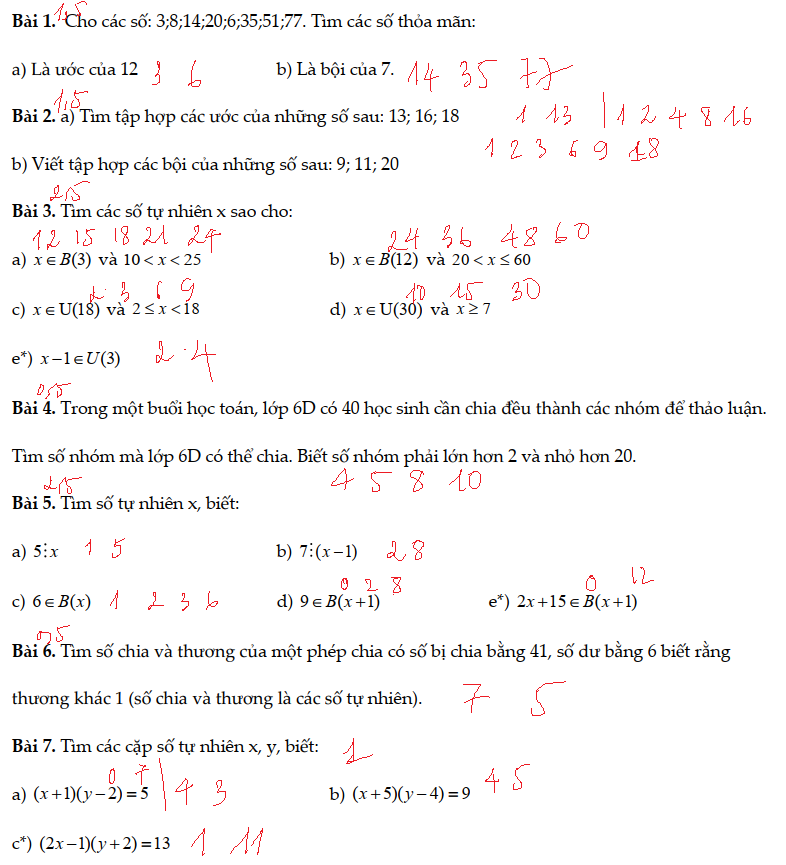 1,5
Bài 1. Cho các số: 3;8;14;20;6;35;51;77. Tìm các số thỏa mãn:
a) Là ước của 12 3 6 b) Là bội của 7. 14 35 77
1,5
Bài 2. a) Tìm tập hợp các ước của những số sau: 13; 16; 18 1 13 | 1 2 4 8 16
1 2 3 6 9 18
b) Viết tập hợp các bội của những số sau: 9; 11; 20
2,5
Bài 3. Tìm các số tự nhiên x sao cho:
12 15 18 21 24 24 36 48 60
a) x∈B(3) và 10<x<25 b) x∈B(12) và 20<x≤60
2 3 6 9 10 15 30
c) x∈U(18) và 2≤x<18 d) x∈U(30) và x≥7
e*) x−1∈U(3) 2 4
0,5
Bài 4. Trong một buổi học toán, lớp 6D có 40 học sinh cần chia đều thành các nhóm để thảo luận.
Tìm số nhóm mà lớp 6D có thể chia. Biết số nhóm phải lớn hơn 2 và nhỏ hơn 20.
4 5 8 10
2,5
Bài 5. Tìm số tự nhiên x, biết:
a) 5⋮x 1 5 b) 7⋮(x−1) 2 8
0 2 8 0 12
c) 6∈B(x) 1 2 3 6 d) 9∈B(x+1) e*) 2x+15∈B(x+1)
0,5
Bài 6. Tìm số chia và thương của một phép chia có số bị chia bằng 41, số dư bằng 6 biết rằng
thương khác 1 (số chia và thương là các số tự nhiên). 7 5
Bài 7. Tìm các cặp số tự nhiên x, y, biết: 1
0 7
a) (x+1)(y−2)=5 | 4 3 b) (x+5)(y−4)=9 4 5
c*) (2x−1)(y+2)=13 1 11